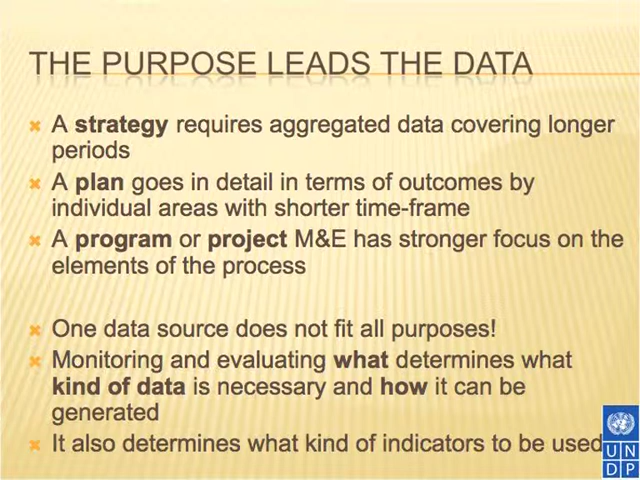 THE PURPOSE LEADS THE DATA
A strategy requires aggregated data covering longer
periods
A plan goes in detail in terms of outcomes by
individual areas with shorter time-frame
A program or project M&E has stronger focus on the
elements of the process
One data source does not fit all purposes!
Monitoring and evaluating what determines what
kind of data is necessary and how it can be
generated
It also determines what kind of indicators to be used
U N
D P